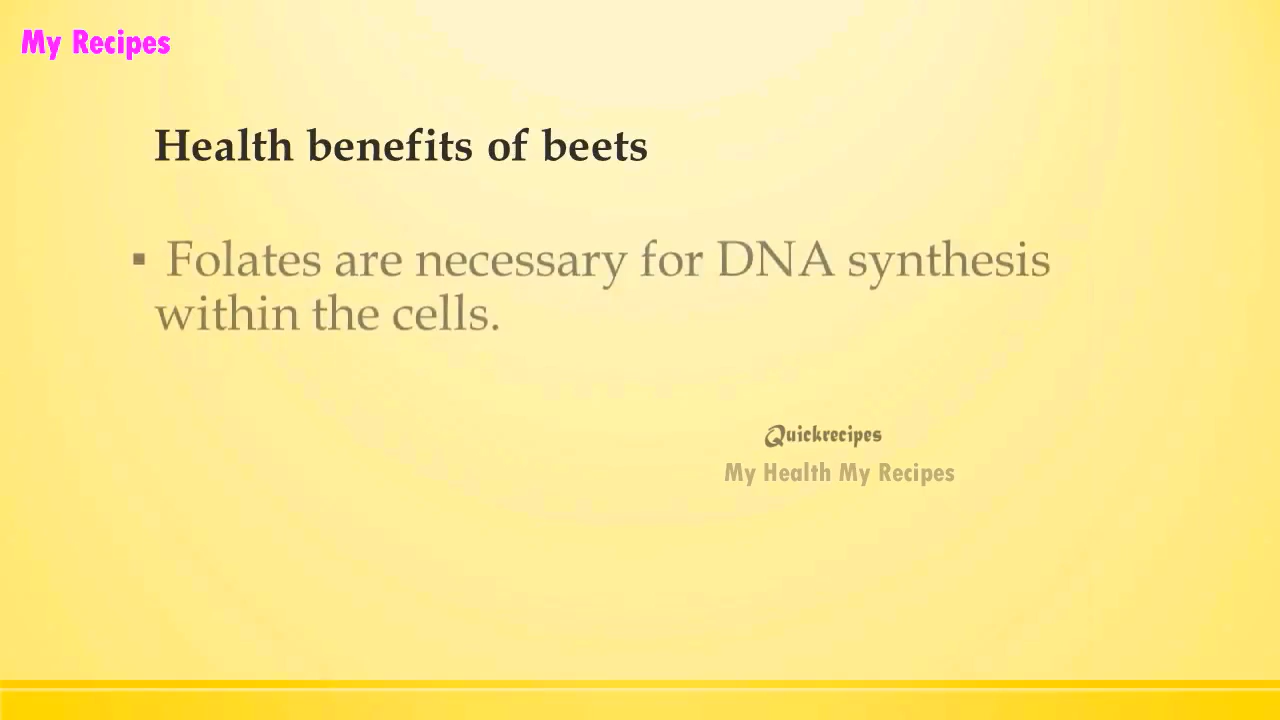 My Recipes
Health benefits of beets
▪ Folates are necessary for DNA synthesis
within the cells.
Quickrecipes
My Health My Recipes